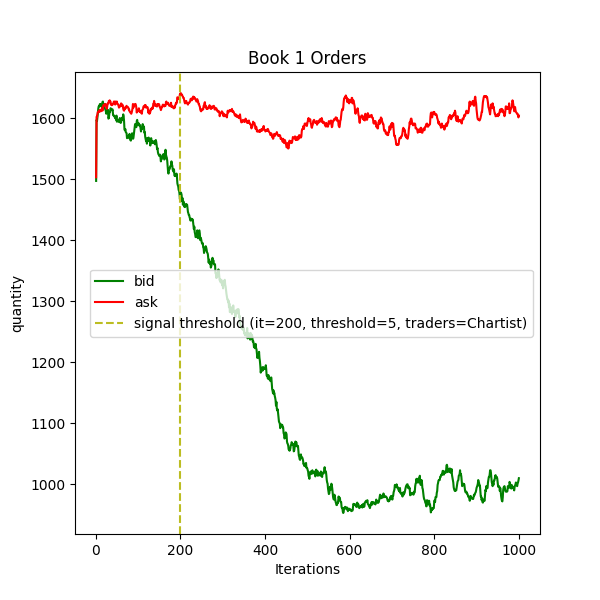 Book 1 Orders
quantity
1600
1500
1400
1300
1200
1100
1000
bid
ask
signal threshold (it=200, threshold=5, traders=Chartist)
0 200 400 600 800 1000
Iterations